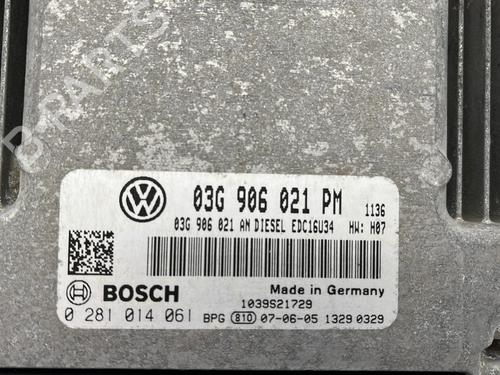 B-PARTS
03G 906 021 PM 1136
03G 906 021 AN DIESEL EDC16U34 HW: H07
Made in Germany
BOSCH
1039S21729
0 281 014 061 BPG 810 07-06-05 1329 0329